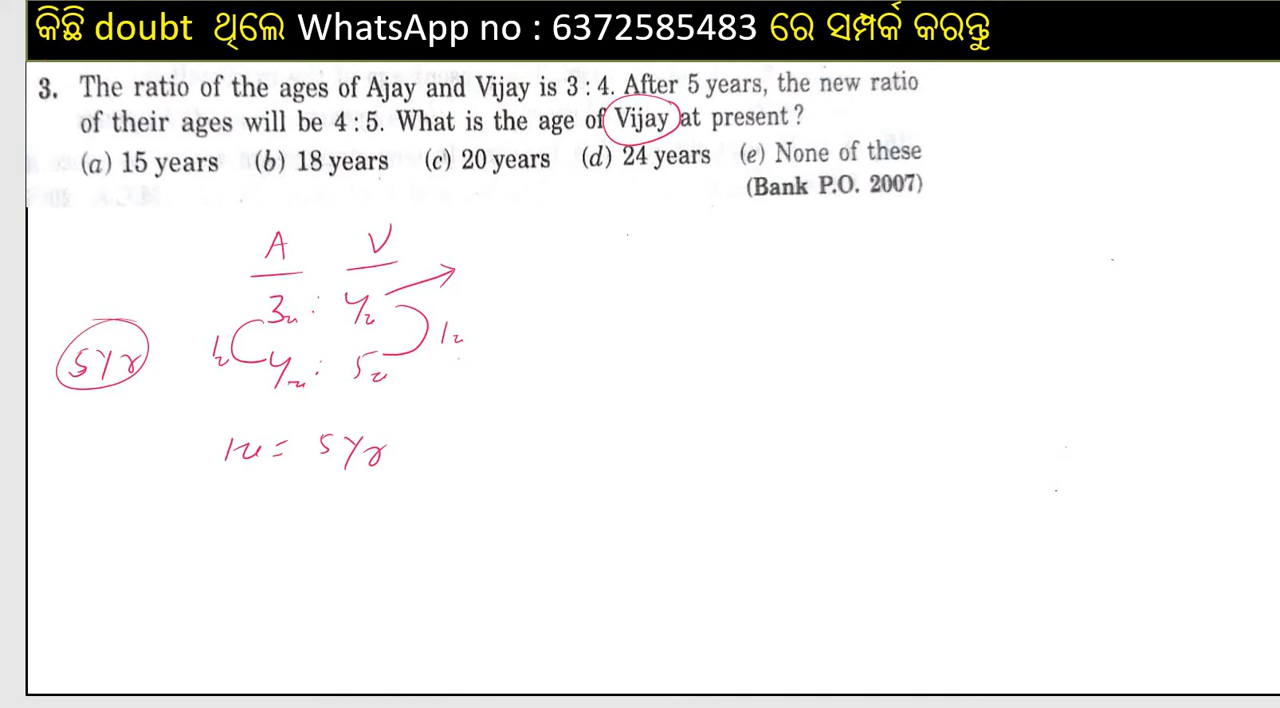 କିଛି doubt ଥିଲେ WhatsApp no : 6372585483 ରେ ସମ୍ପର୍କ କରନ୍ତୁ
3. The ratio of the ages of Ajay and Vijay is 3 : 4. After 5 years, the new ratio
of their ages will be 4 : 5. What is the age of Vijay at present ?
(a) 15 years (b) 18 years (c) 20 years (d) 24 years (e) None of these
(Bank P.O. 2007)
A V
3u : 4u
1u
5yr
4u : 5u
1u = 5yr